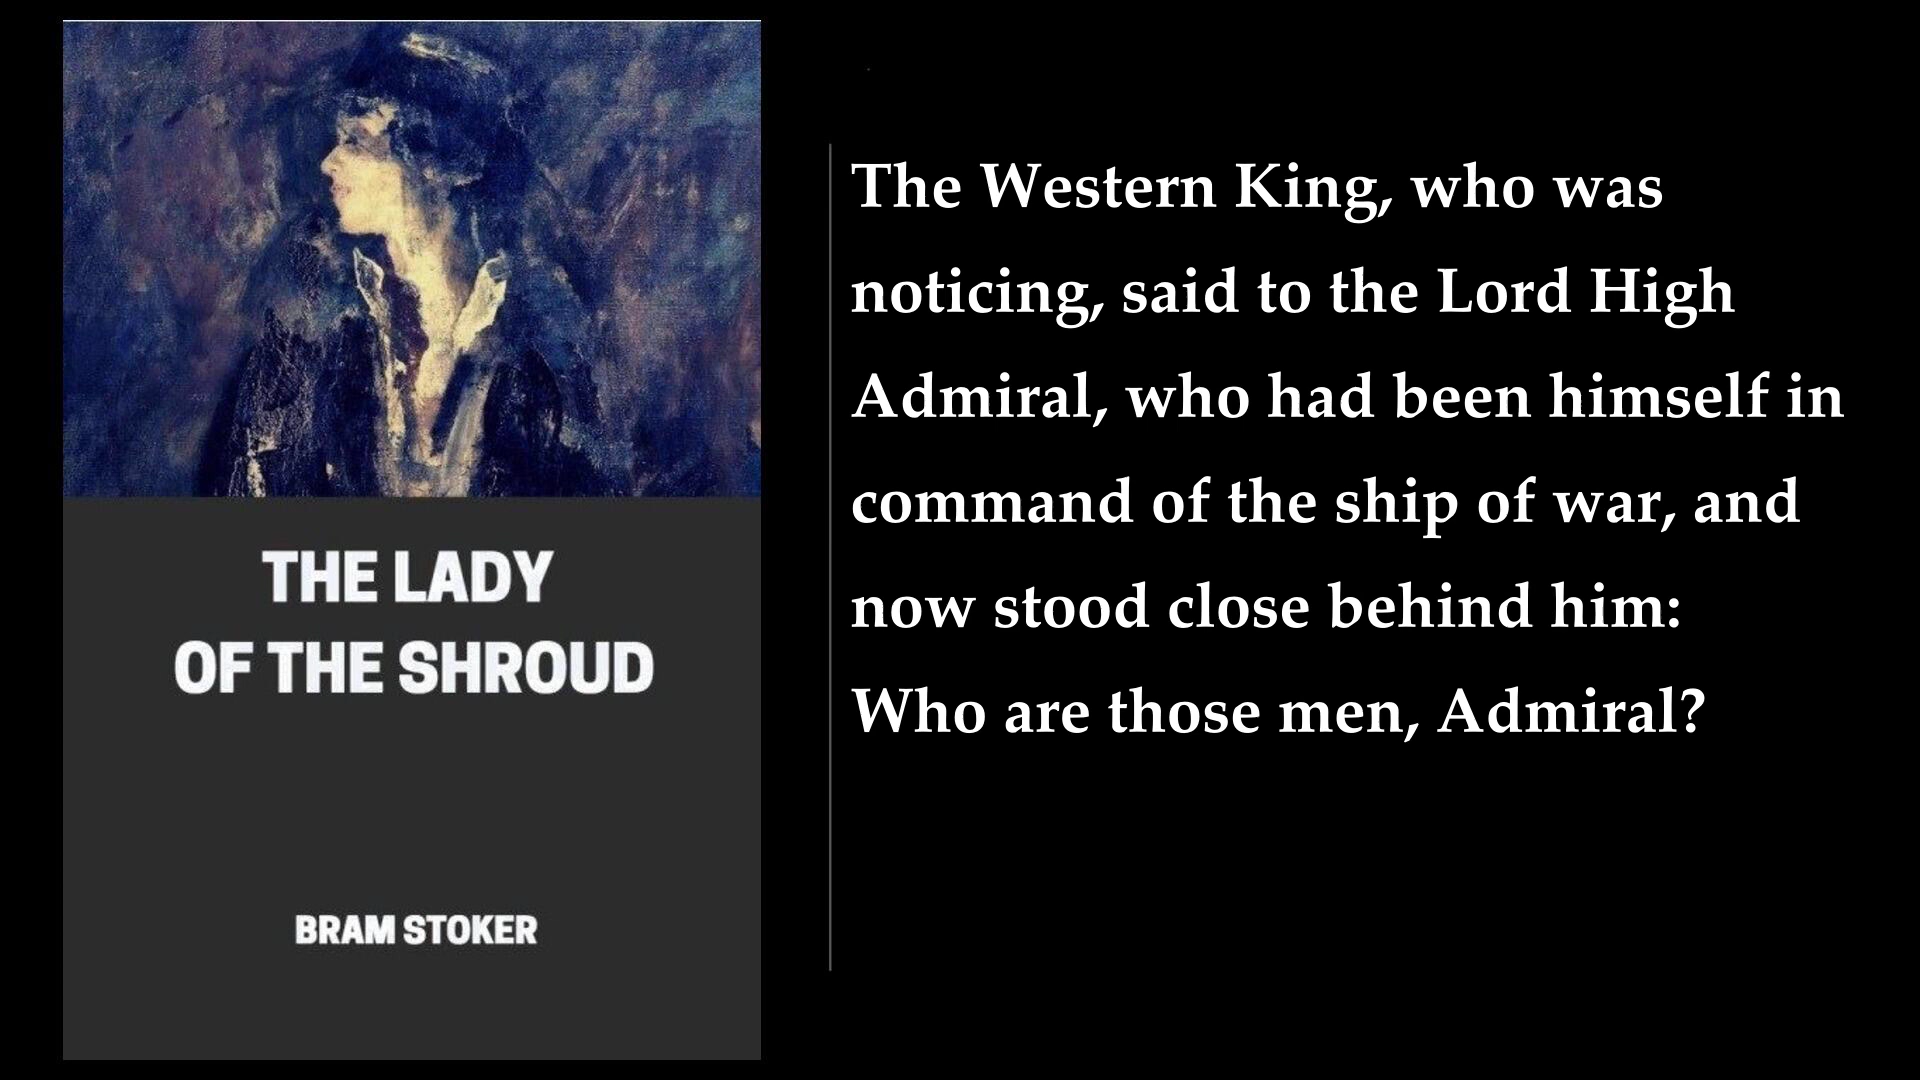 THE LADY
OF THE SHROUD
BRAM STOKER
The Western King, who was
noticing, said to the Lord High
Admiral, who had been himself in
command of the ship of war, and
now stood close behind him:
Who are those men, Admiral?